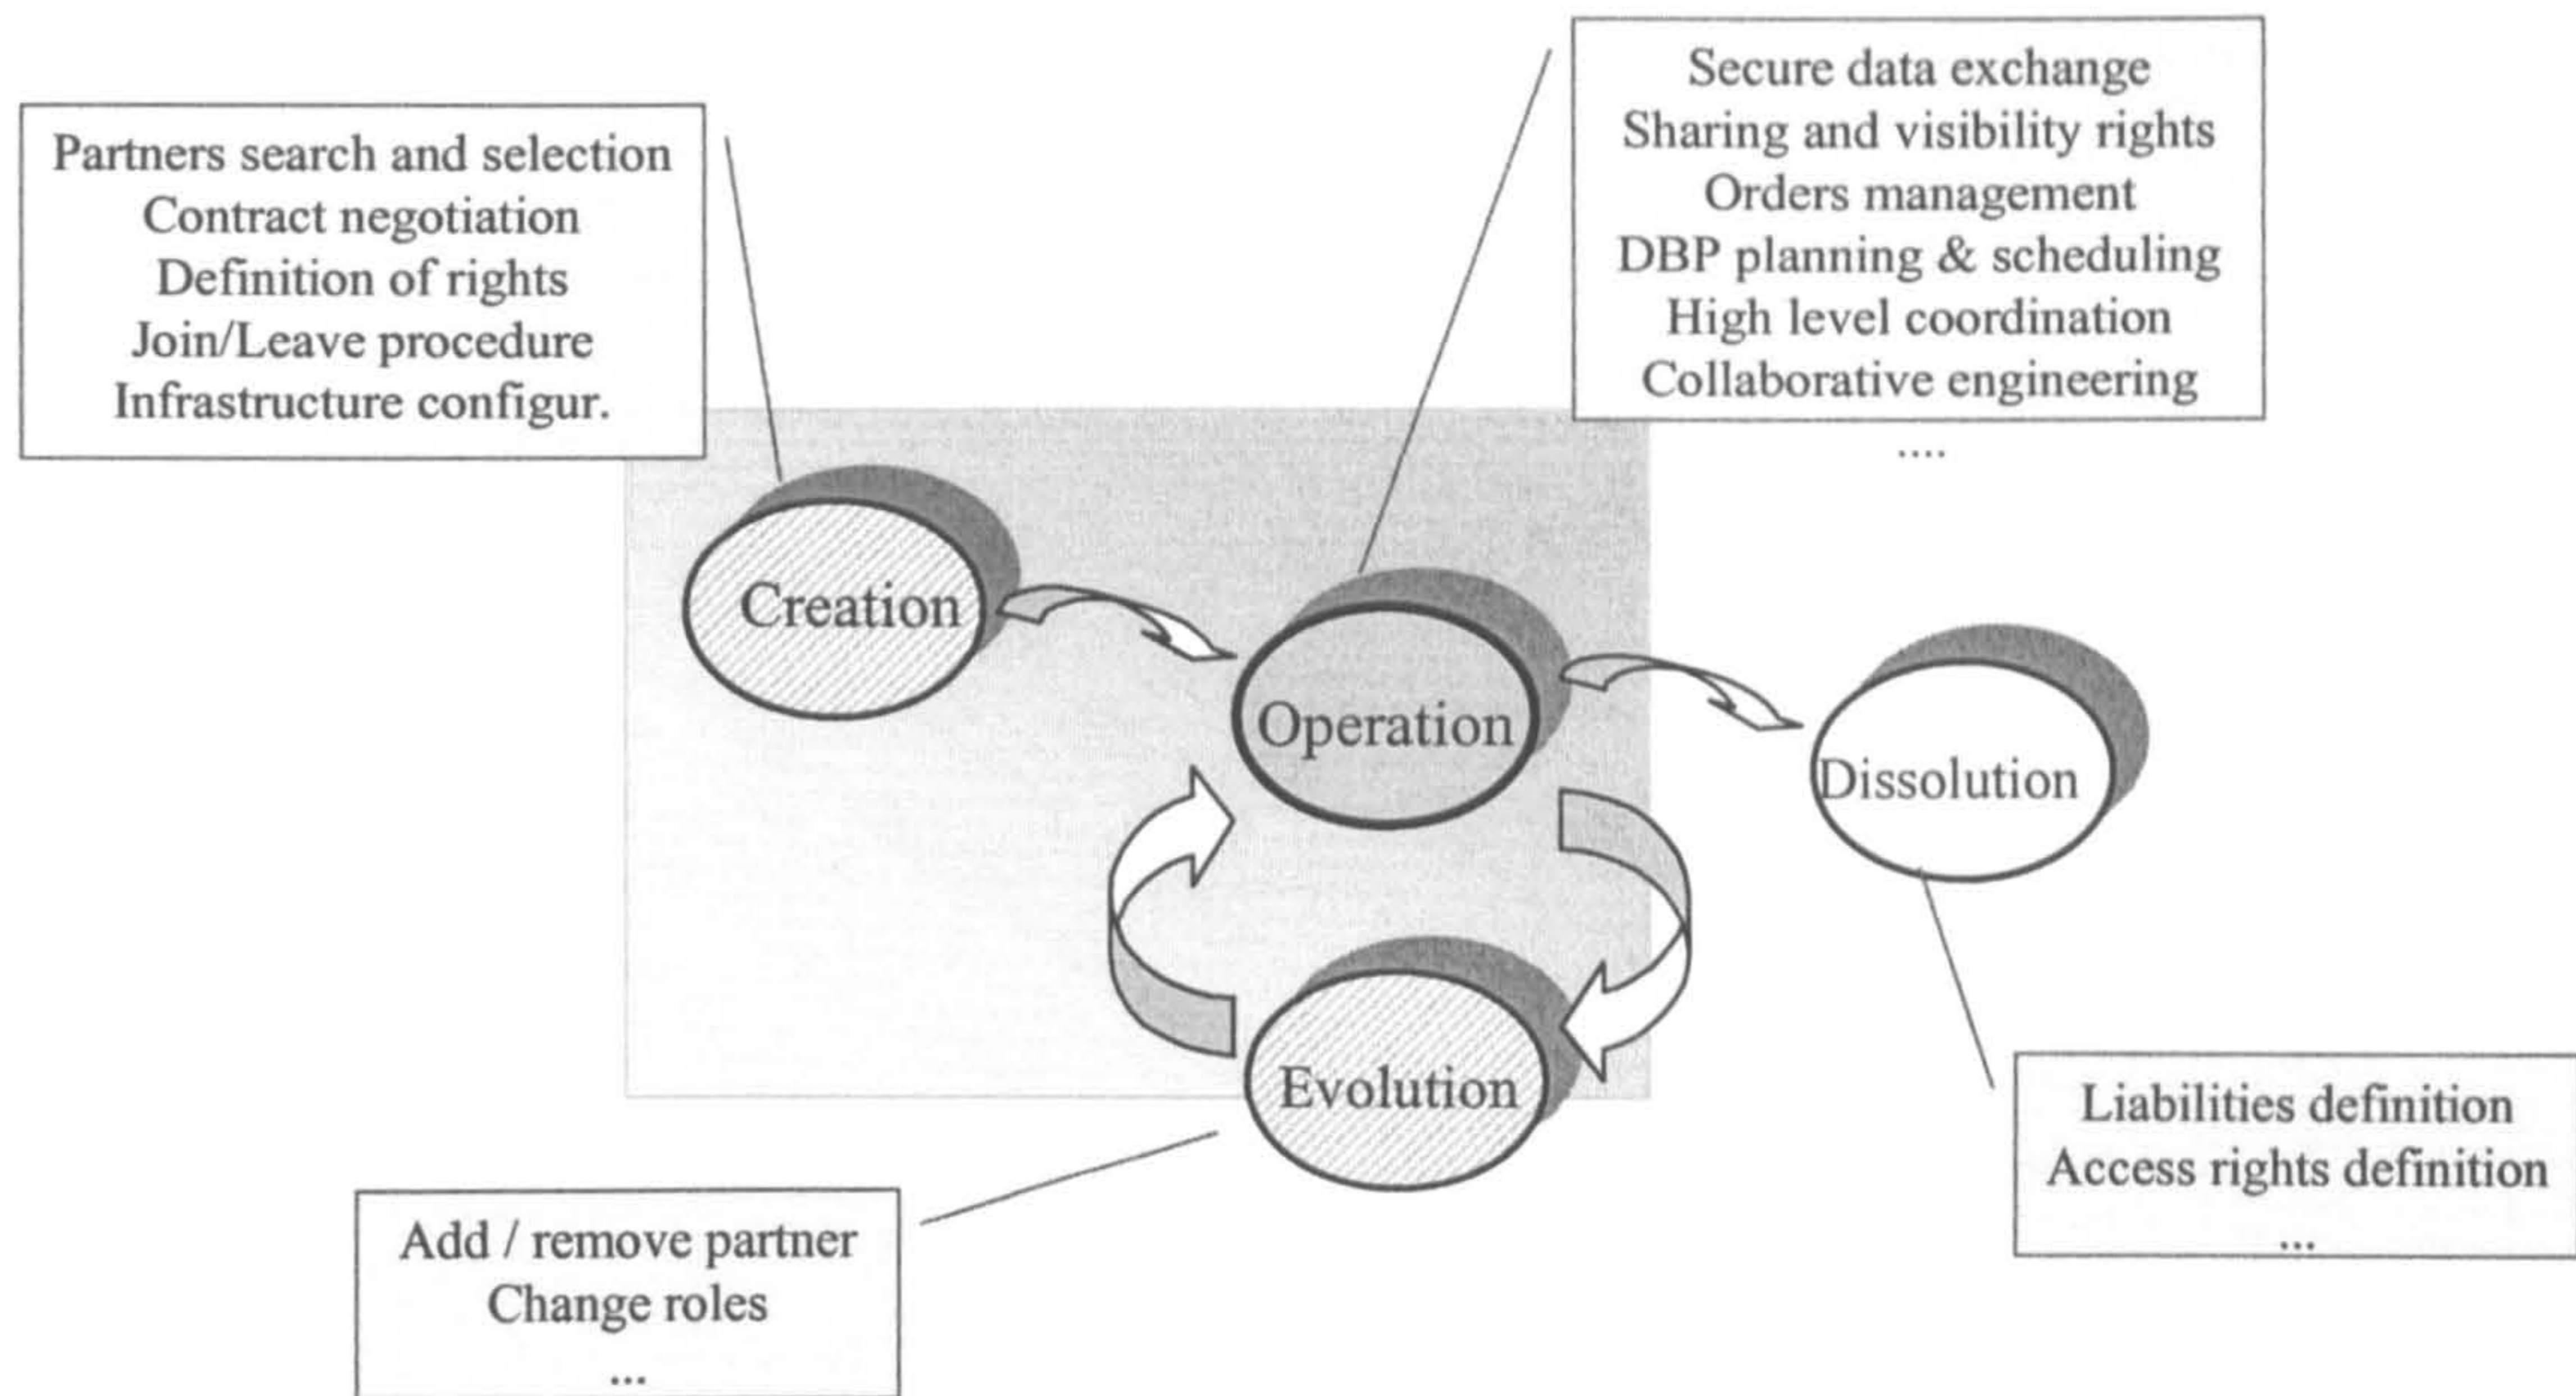 Partners search and selection
Contract negotiation
Definition of rights
Join/Leave procedure
Infrastructure configur.
Secure data exchange
Sharing and visibility rights
Orders management
DBP planning & scheduling
High level coordination
Collaborative engineering
....
Creation
Operation
Dissolution
Evolution
Add / remove partner
Change roles
...
Liabilities definition
Access rights definition
...